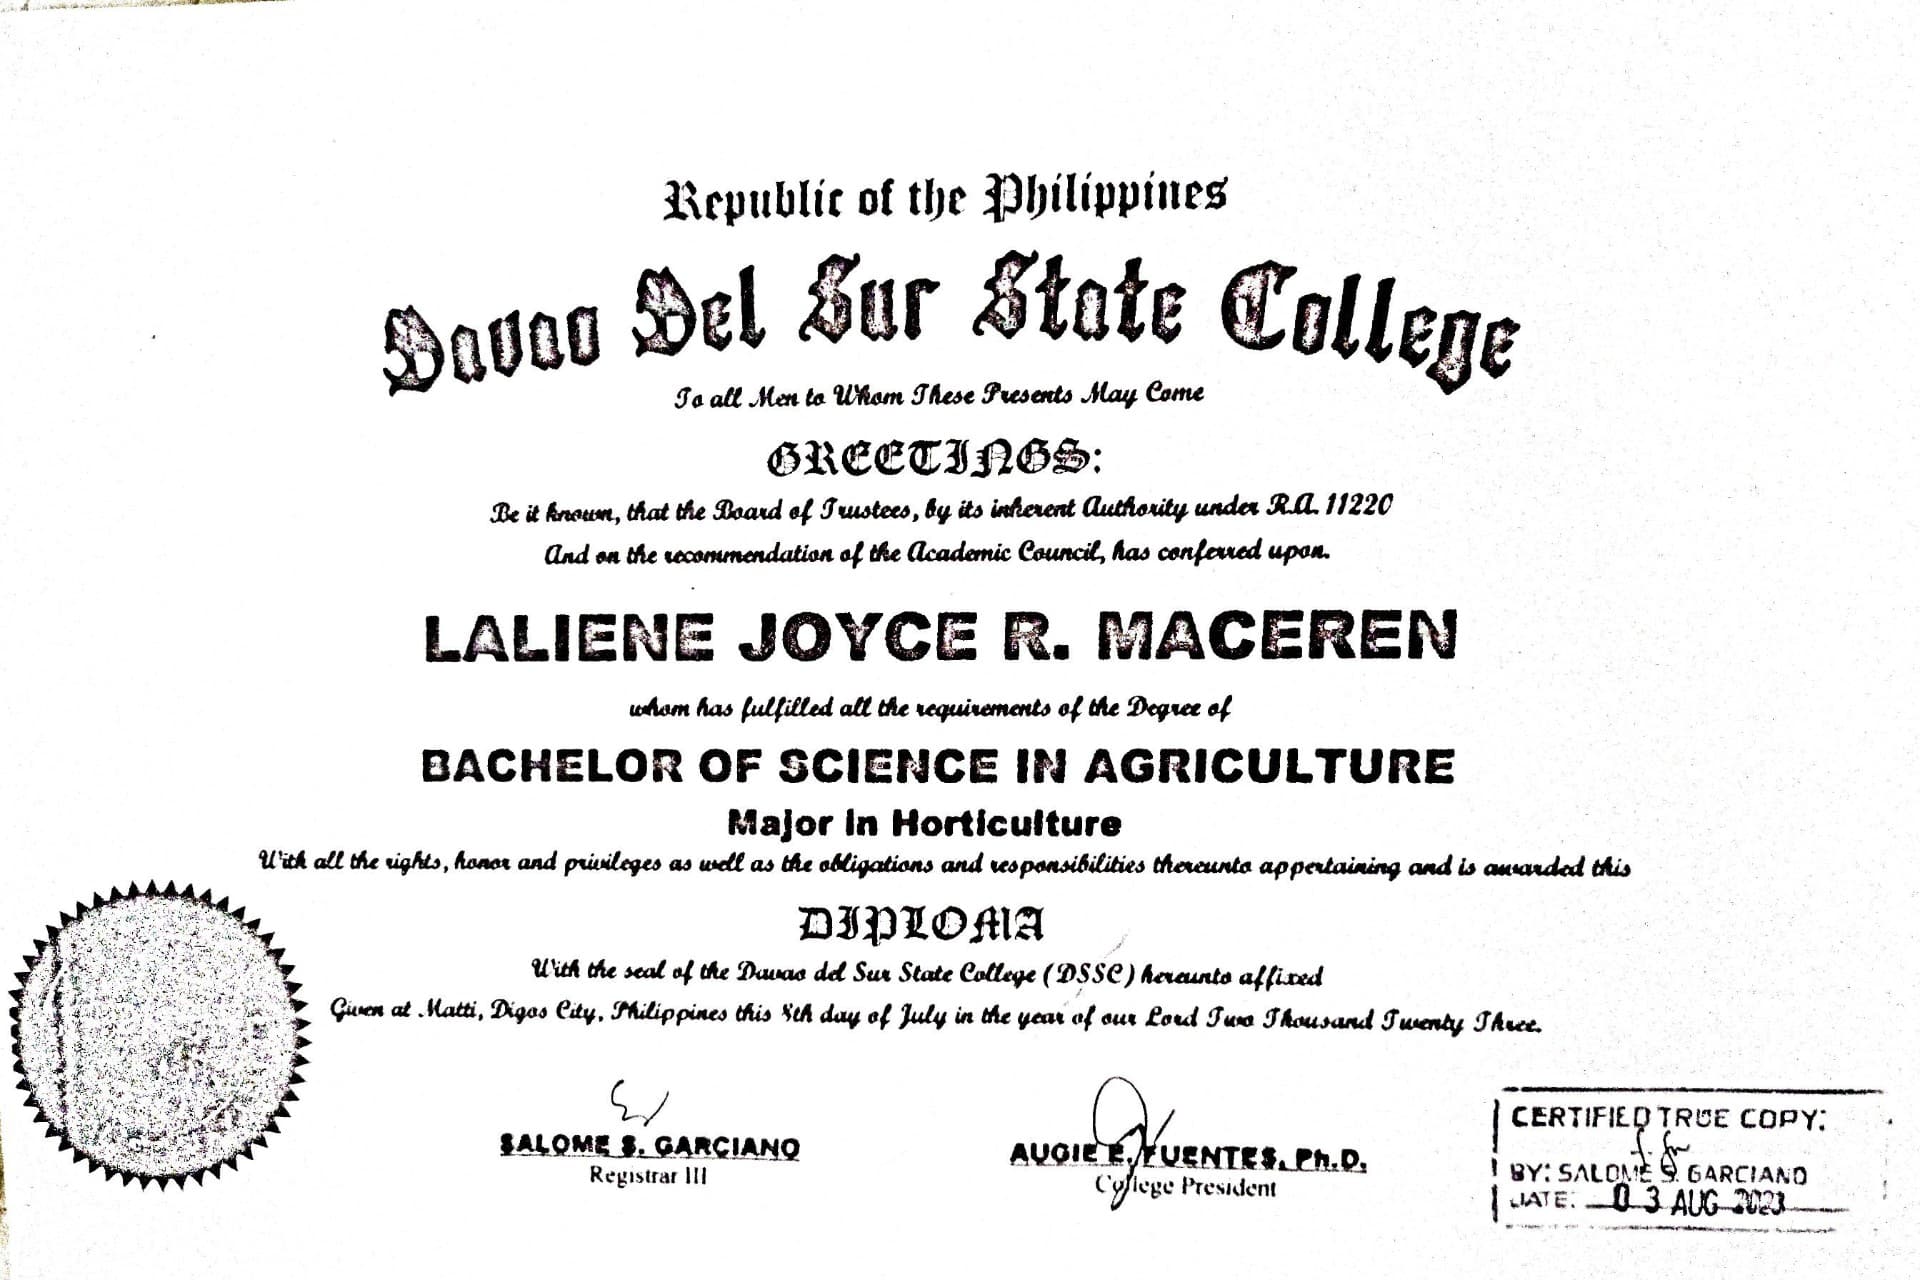 Republic of the Philippines
Davao Del Sur State College
To all Men to Whom These Presents May Come
GREETINGS:
Be it known, that the Board of Trustees, by its inherent Authority under R.A. 11220
And on the recommendation of the Academic Council, has conferred upon.
LALIENE JOYCE R. MACEREN
whom has fulfilled all the requirements of the Degree of
BACHELOR OF SCIENCE IN AGRICULTURE
Major in Horticulture
With all the rights, honor and privileges as well as the obligations and responsibilities thereunto appertaining and is awarded this
DIPLOMA
With the seal of the Davao del Sur State College (DSSC) hereunto affixed
Given at Matti, Digos City, Philippines this 8th day of July in the year of our Lord Two Thousand Twenty Three.
SALOME S. GARCIANO
Registrar III
AUGIE E. FUENTES, Ph.D.
College President
CERTIFIED TRUE COPY:
BY: SALOME S. GARCIANO
DATE: 03 AUG 2023